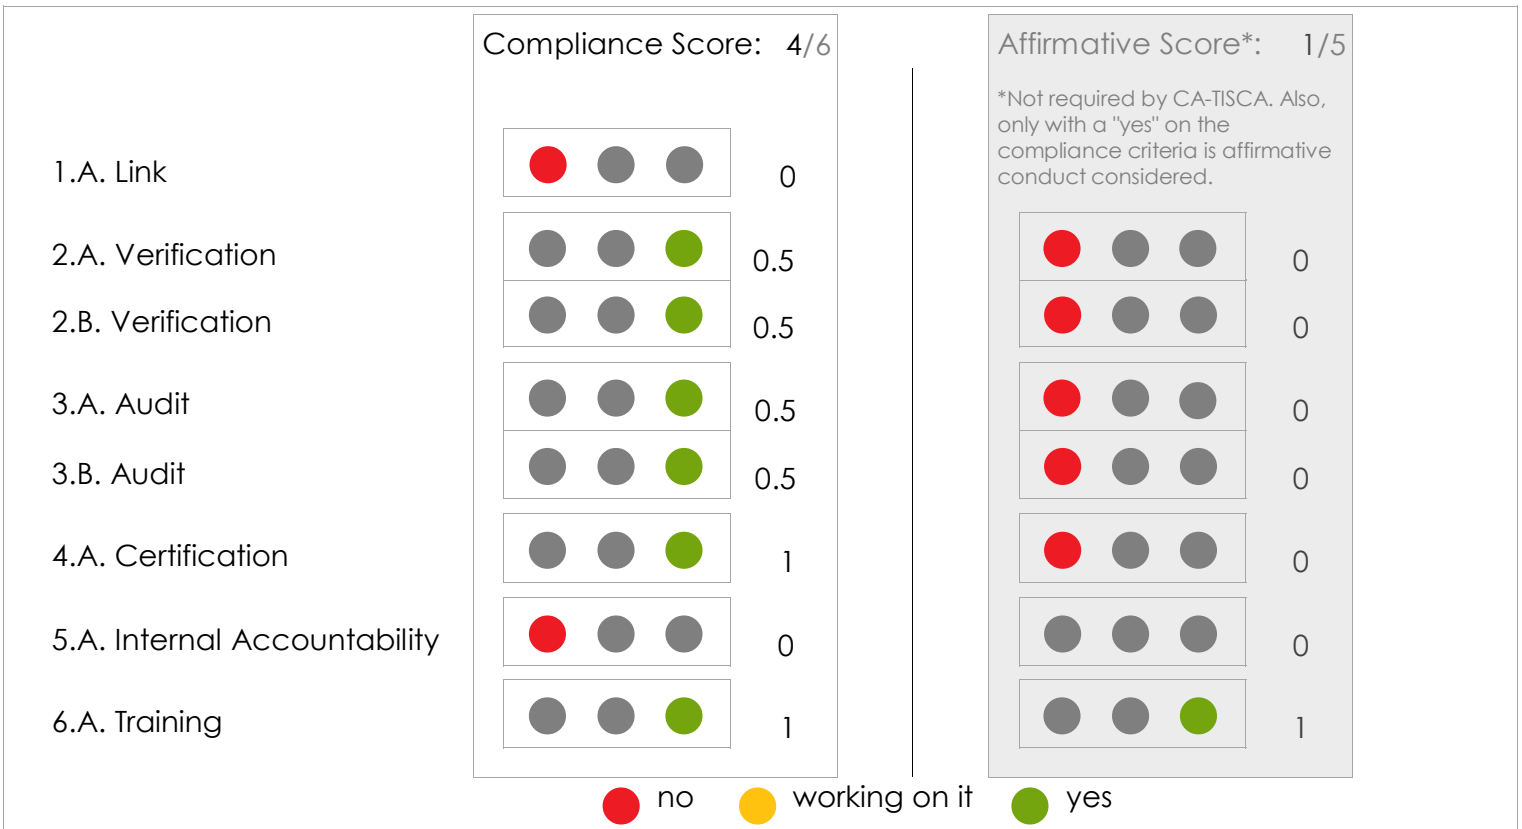 Compliance Score: 4/6
Affirmative Score*: 1/5
*Not required by CA-TISCA. Also,
only with a "yes" on the
compliance criteria is affirmative
conduct considered.
1.A. Link 0
2.A. Verification 0.5 0
2.B. Verification 0.5 0
3.A. Audit 0.5 0
3.B. Audit 0.5 0
4.A. Certification 1 0
5.A. Internal Accountability 0 0
6.A. Training 1 1
no working on it yes